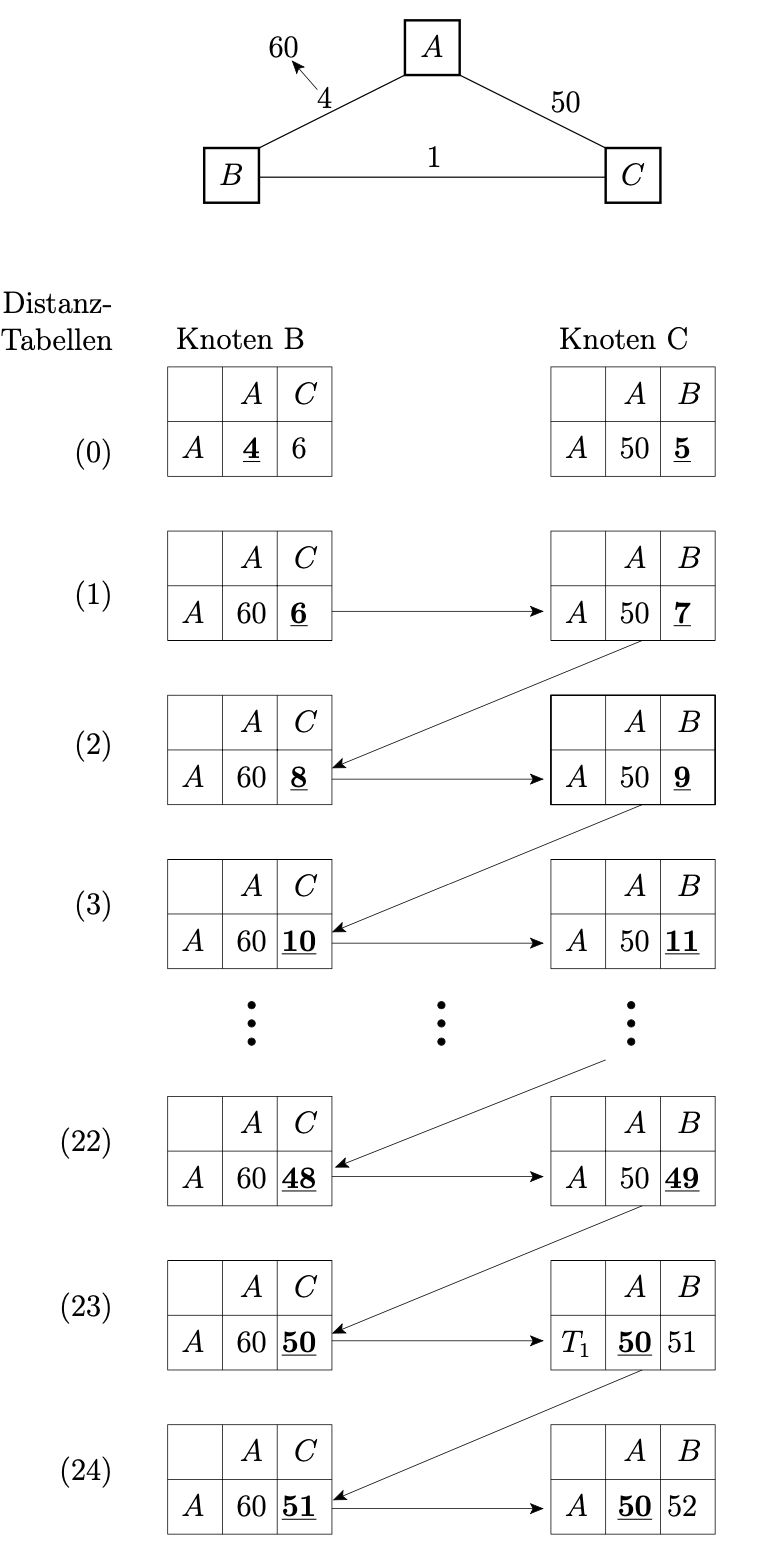 A
60
4
50
B
1
C
Distanz-
Tabellen
Knoten B
Knoten C
A C
A B
(0)
A 4 6
A 50 5
A C
A B
(1)
A 60 6
A 50 7
A C
A B
(2)
A 60 8
A 50 9
A C
A B
(3)
A 60 10
A 50 11
A C
A B
(22)
A 60 48
A 50 49
A C
A B
(23)
A 60 50
T₁ 50 51
A C
A B
(24)
A 60 51
A 50 52